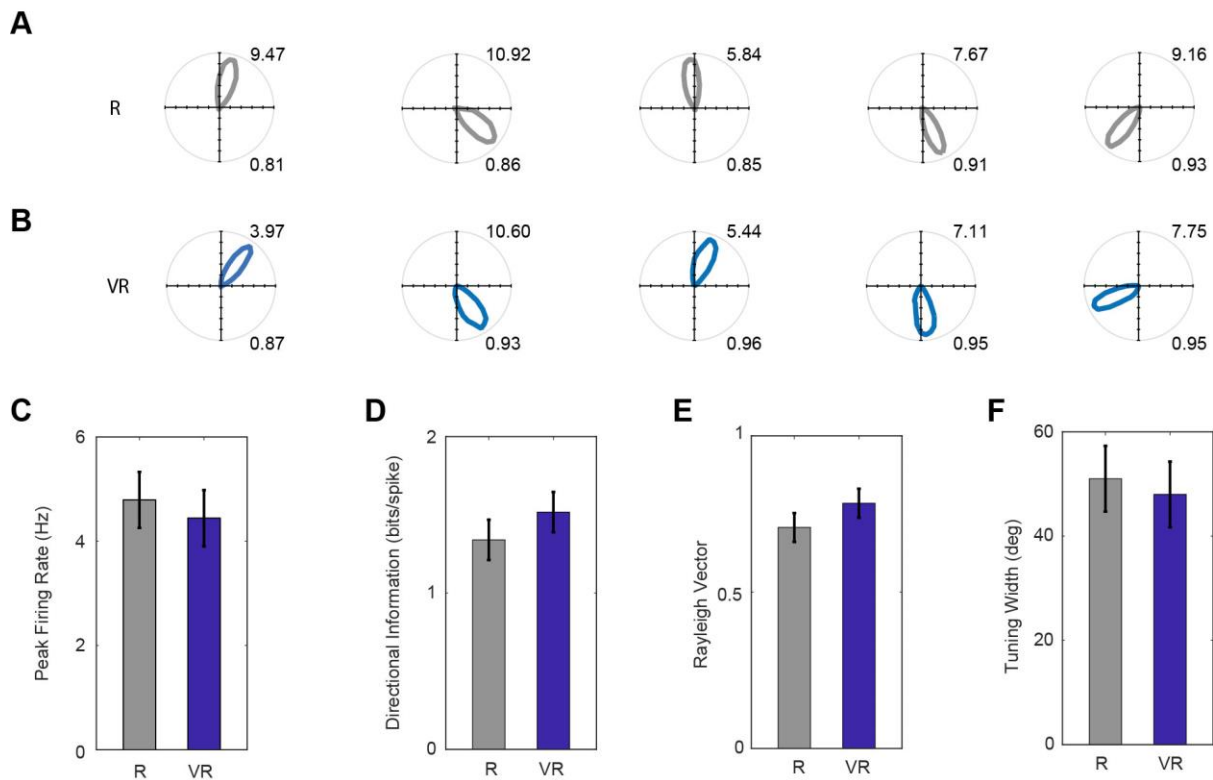 A
R
9.47
0.81
10.92
0.86
5.84
0.85
7.67
0.91
9.16
0.93
B
VR
3.97
0.87
10.60
0.93
5.44
0.96
7.11
0.95
7.75
0.95
C
Peak Firing Rate (Hz)
6
4
2
0
R VR
D
Directional Information (bits/spike)
2
1
0
R VR
E
Rayleigh Vector
1
0.5
0
R VR
F
Tuning Width (deg)
60
40
20
0
R VR